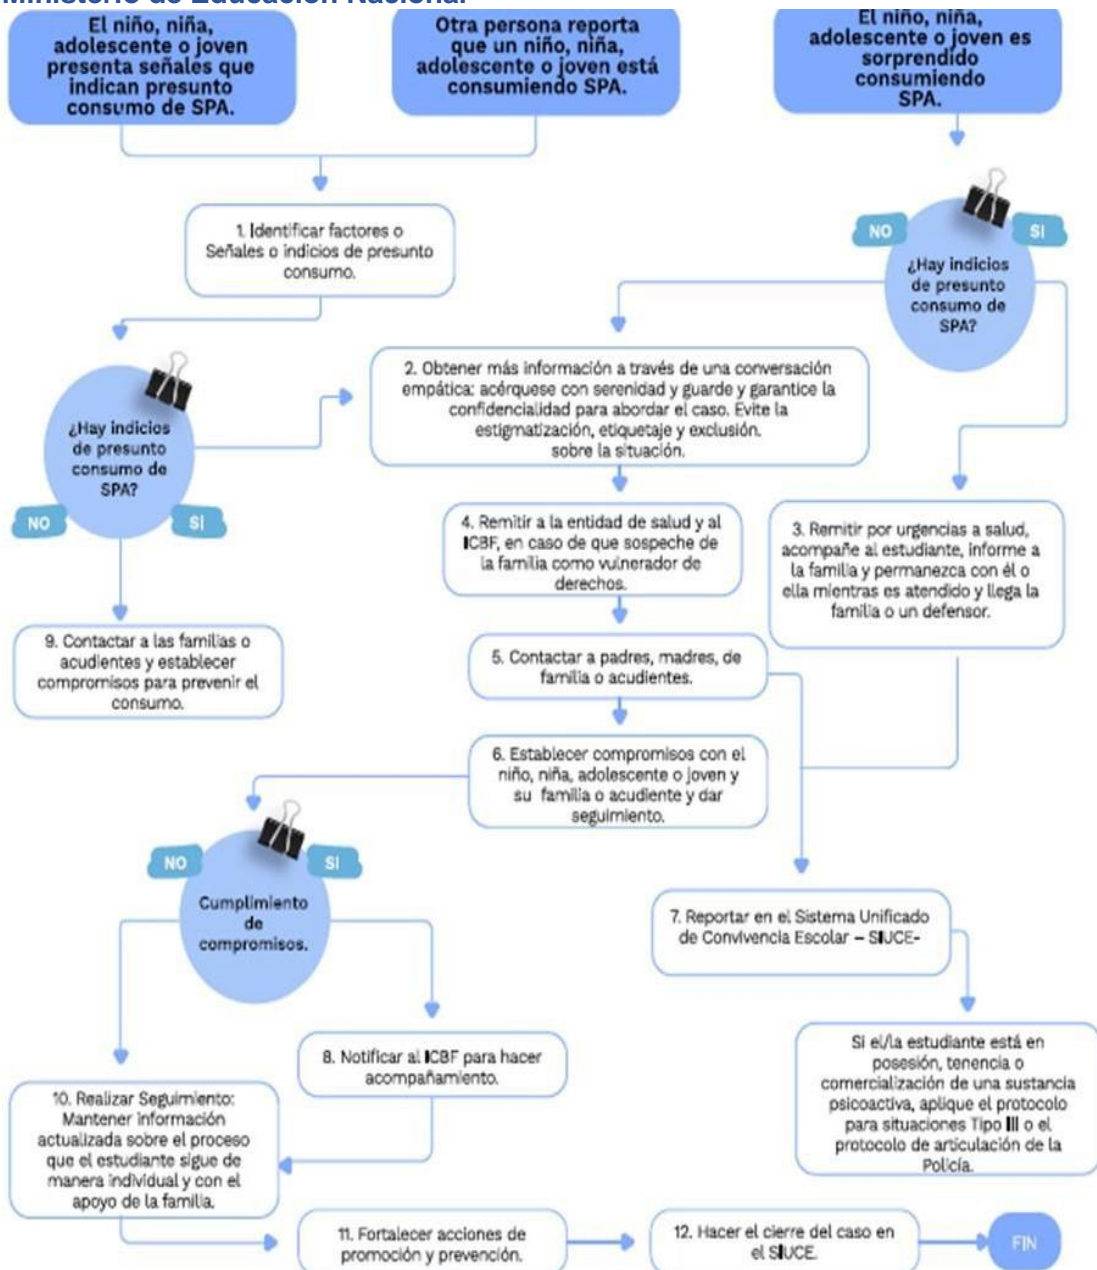 Ministerio de Educación Nacional
El niño, niña,
adolescente o joven
presenta señales que
indican presunto
consumo de SPA.
Otra persona reporta
que un niño, niña,
adolescente o joven está
consumiendo SPA.
El niño, niña,
adolescente o joven es
sorprendido
consumiendo
SPA.
1. Identificar factores o
Señales o indicios de presunto
consumo.
NO
SI
¿Hay indicios
de presunto
consumo de
SPA?
2. Obtener más información a través de una conversación
empática: acérquese con serenidad y guarde y garantice la
confidencialidad para abordar el caso. Evite la
estigmatización, etiquetaje y exclusión.
sobre la situación.
¿Hay indicios
de presunto
consumo de
SPA?
NO
SI
4. Remitir a la entidad de salud y al
ICBF, en caso de que sospeche de
la familia como vulnerador de
derechos.
3. Remitir por urgencias a salud,
acompañe al estudiante, informe a
la familia y permanezca con él o
ella mientras es atendido y llega la
familia o un defensor.
9. Contactar a las familias o
acudientes y establecer
compromisos para prevenir el
consumo.
5. Contactar a padres, madres, de
familia o acudientes.
6. Establecer compromisos con el
niño, niña, adolescente o joven y
su familia o acudiente y dar
seguimiento.
NO
SI
Cumplimiento
de
compromisos.
7. Reportar en el Sistema Unificado
de Convivencia Escolar – SIUCE-
8. Notificar al ICBF para hacer
acompañamiento.
Si el/la estudiante está en
posesión, tenencia o
comercialización de una sustancia
psicoactiva, aplique el protocolo
para situaciones Tipo III o el
protocolo de articulación de la
Policía.
10. Realizar Seguimiento:
Mantener información
actualizada sobre el proceso
que el estudiante sigue de
manera individual y con el
apoyo de la familia.
11. Fortalecer acciones de
promoción y prevención.
12. Hacer el cierre del caso en
el SIUCE.
FIN